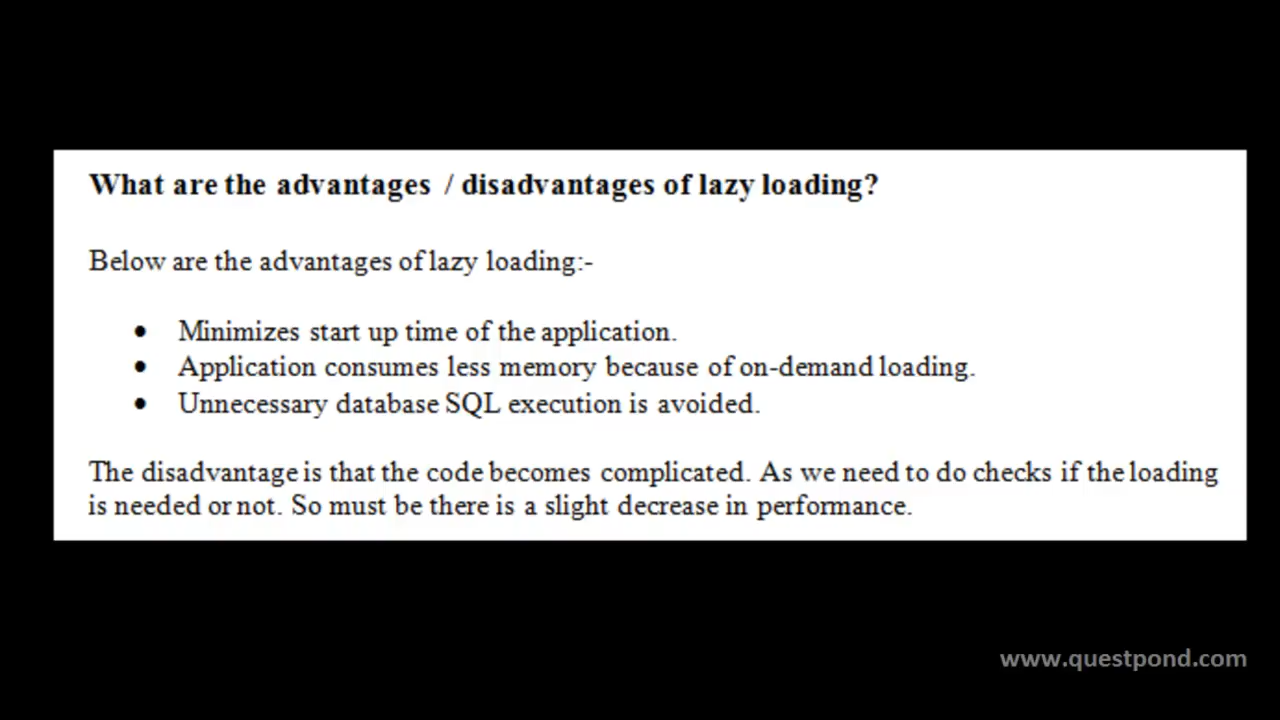 What are the advantages / disadvantages of lazy loading?
Below are the advantages of lazy loading:-
• Minimizes start up time of the application.
• Application consumes less memory because of on-demand loading.
• Unnecessary database SQL execution is avoided.
The disadvantage is that the code becomes complicated. As we need to do checks if the loading
is needed or not. So must be there is a slight decrease in performance.
www.questpond.com